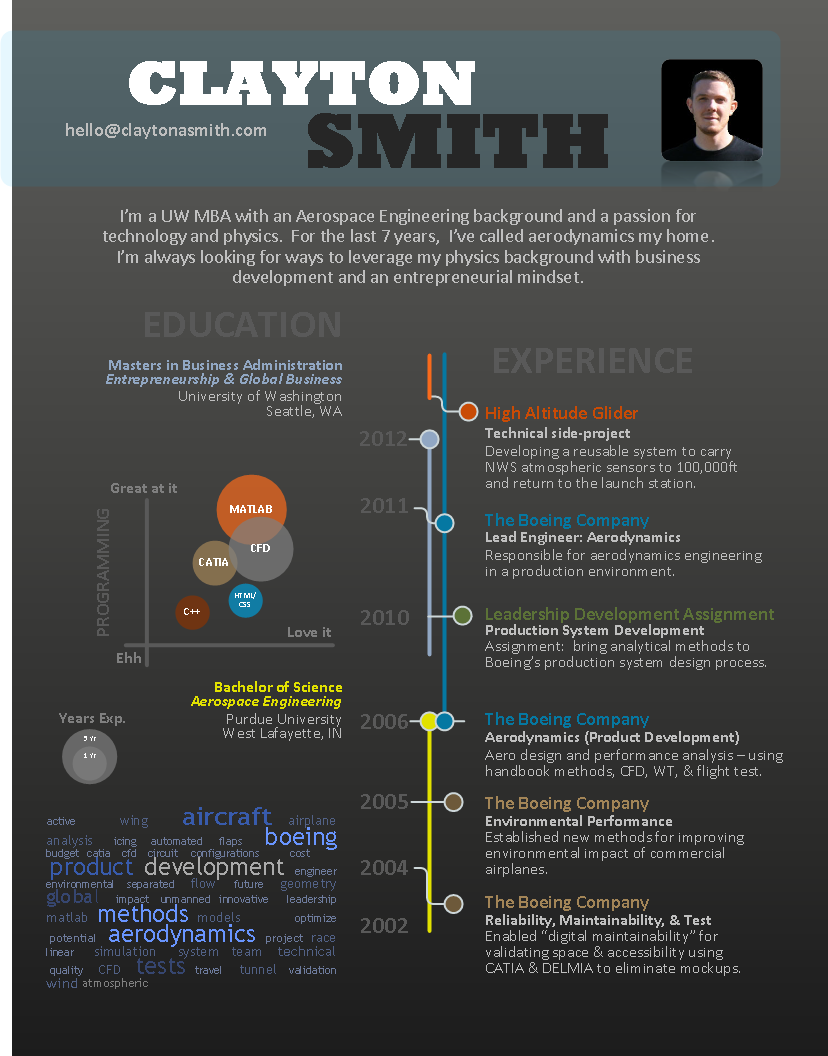 CLAYTON
SMITH
hello@claytonasmith.com
I'm a UW MBA with an Aerospace Engineering background and a passion for
technology and physics.  For the last 7 years,  I've called aerodynamics my home.
I'm always looking for ways to leverage my physics background with business
development and an entrepreneurial mindset.
EDUCATION
Masters in Business Administration
Entrepreneurship & Global Business
University of Washington
Seattle, WA
Great at it
PROGRAMMING
MATLAB
CFD
CATIA
HTML/
CSS
C++
Love it
Ehh
Bachelor of Science
Aerospace Engineering
Purdue University
West Lafayette, IN
Years Exp.
5 Yr
1 Yr
active wing aircraft airplane
analysis icing automated flaps boeing
budget catia cfd circuit configurations cost
product development engineer
environmental separated flow future geometry
global impact unmanned innovative leadership
matlab methods models optimize
potential aerodynamics project race
linear simulation system team technical
quality CFD tests travel tunnel validation
wind atmospheric
EXPERIENCE
2012
2011
2010
2006
2005
2004
2002
High Altitude Glider
Technical side-project
Developing a reusable system to carry
NWS atmospheric sensors to 100,000ft
and return to the launch station.
The Boeing Company
Lead Engineer: Aerodynamics
Responsible for aerodynamics engineering
in a production environment.
Leadership Development Assignment
Production System Development
Assignment:  bring analytical methods to
Boeing's production system design process.
The Boeing Company
Aerodynamics (Product Development)
Aero design and performance analysis – using
handbook methods, CFD, WT, & flight test.
The Boeing Company
Environmental Performance
Established new methods for improving
environmental impact of commercial
airplanes.
The Boeing Company
Reliability, Maintainability, & Test
Enabled "digital maintainability" for
validating space & accessibility using
CATIA & DELMIA to eliminate mockups.